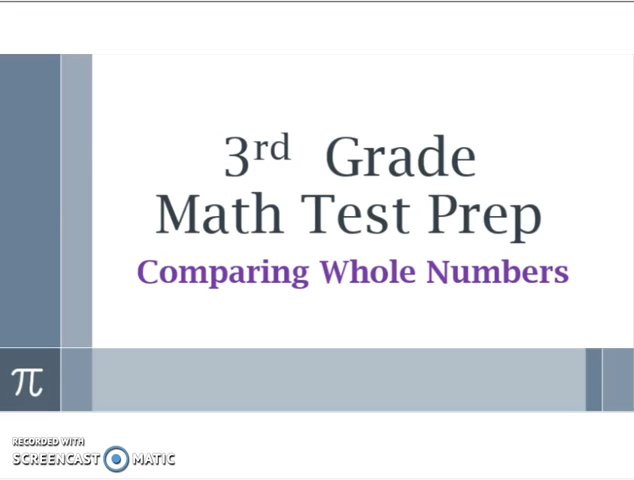 3rd Grade
Math Test Prep
Comparing Whole Numbers
π
RECORDED WITH
SCREENCAST MATIC